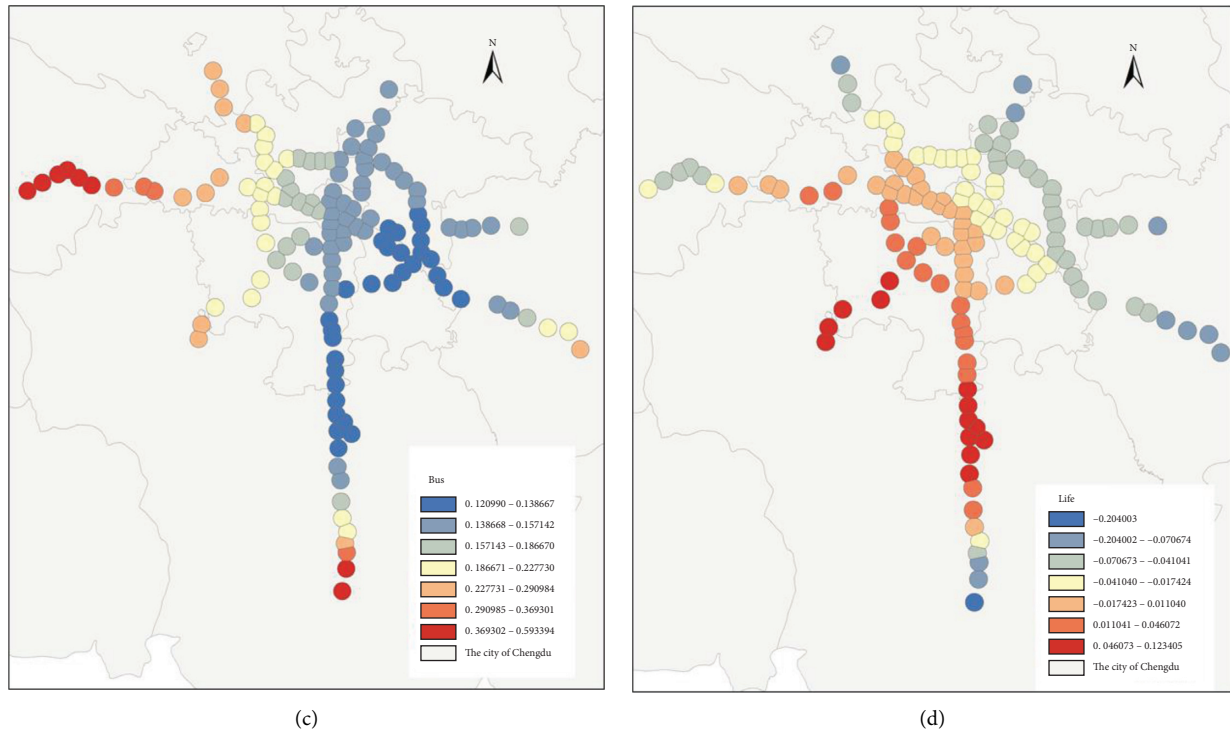 N
Bus
0. 120990 – 0.138667
0. 138668 – 0.157142
0. 157143 – 0.186670
0. 186671 – 0.227730
0. 227731 – 0.290984
0. 290985 – 0.369301
0. 369302 – 0.593394
The city of Chengdu
(c)
N
Life
–0.204003
–0.204002 – –0.070674
–0.070673 – –0.041041
–0.041040 – –0.017424
–0.017423 – 0.011040
0.011041 – 0.046072
0. 046073 – 0.123405
The city of Chengdu
(d)